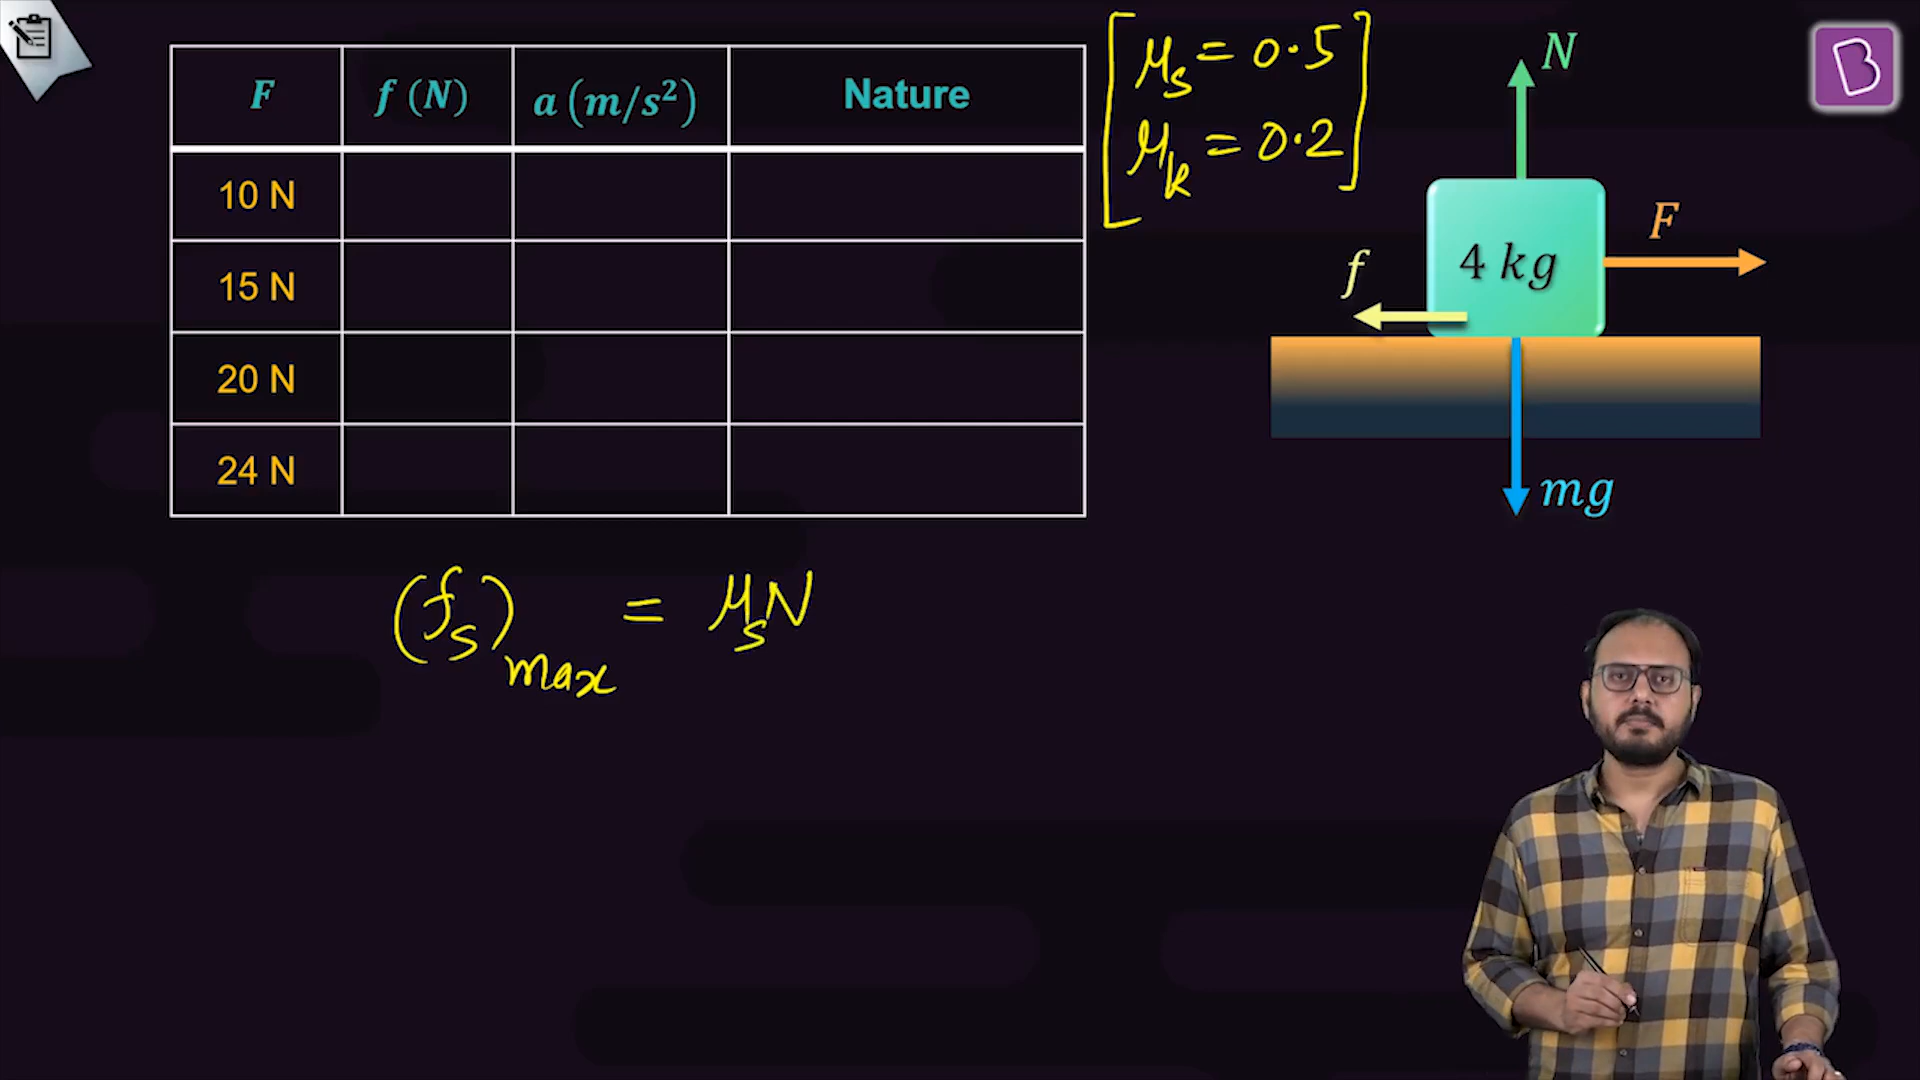 F f (N) a (m/s²) Nature
10 N
15 N
20 N
24 N
[μs = 0.5
μk = 0.2]
N
F
f
4 kg
mg
(fs)max = μsN
B